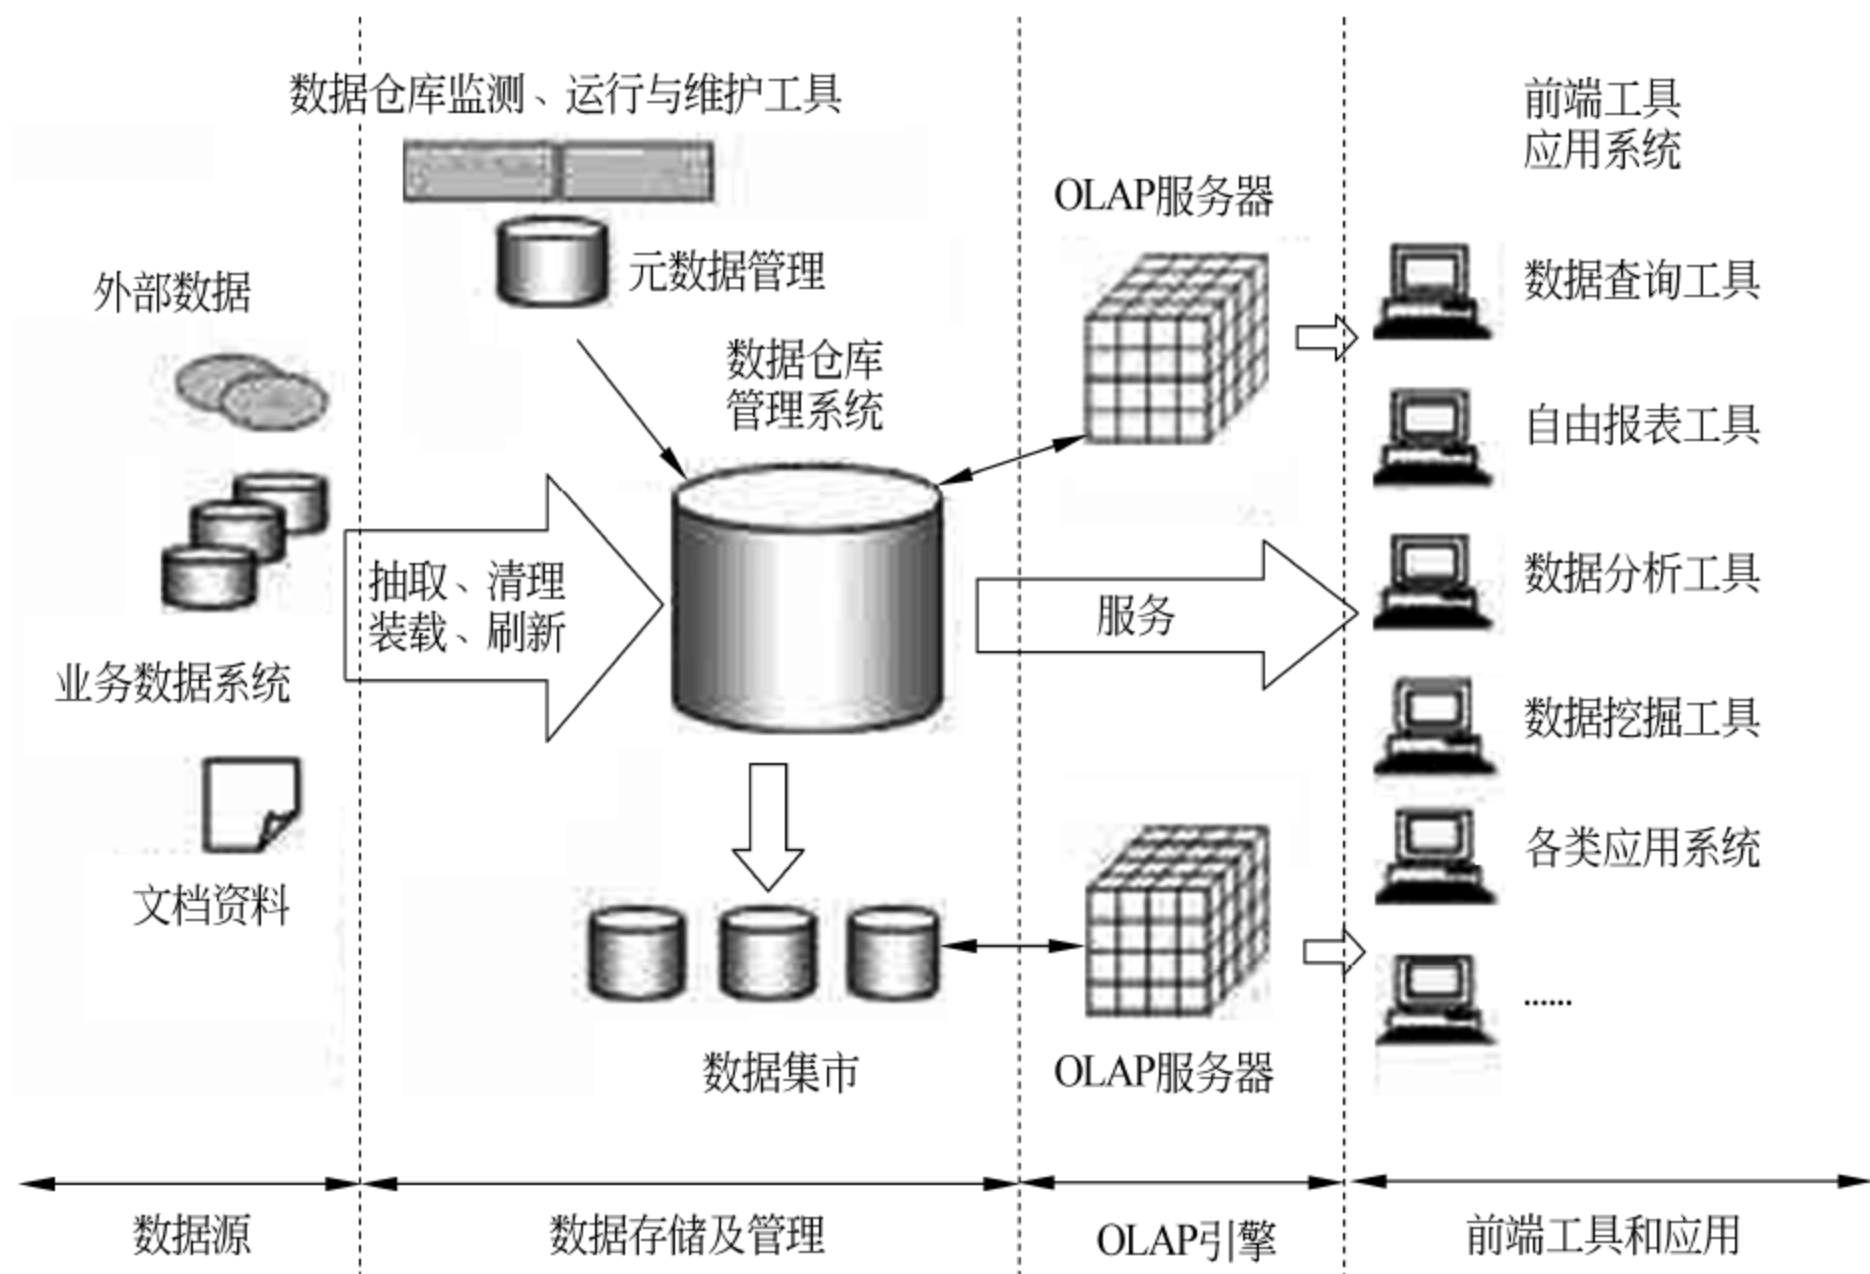 数据仓库监测、运行与维护工具
元数据管理
外部数据
业务数据系统
文档资料
抽取、清理
装载、刷新
数据仓库
管理系统
数据集市
OLAP服务器
服务
OLAP服务器
前端工具
应用系统
数据查询工具
自由报表工具
数据分析工具
数据挖掘工具
各类应用系统
......
数据源
数据存储及管理
OLAP引擎
前端工具和应用